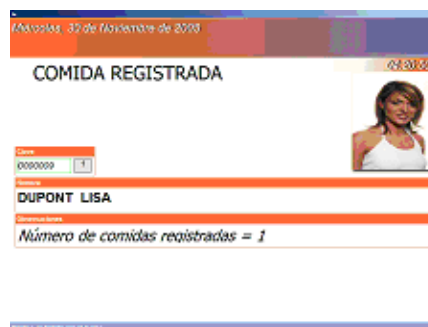 Miércoles, 30 de Noviembre de 2005
COMIDA REGISTRADA
Clave
0000009 1
Nombre
DUPONT LISA
Observaciones
Número de comidas registradas = 1